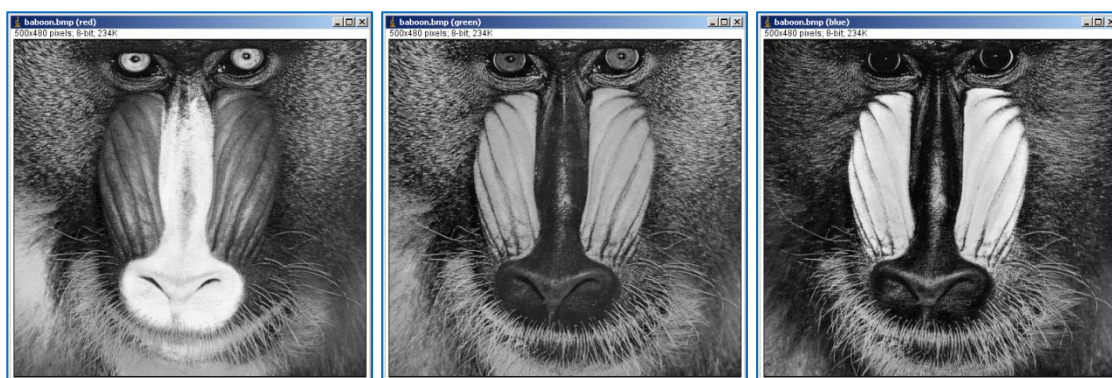 baboon.bmp (red)
500x480 pixels; 8-bit; 234K
baboon.bmp (green)
500x480 pixels; 8-bit; 234K
baboon.bmp (blue)
500x480 pixels; 8-bit; 234K